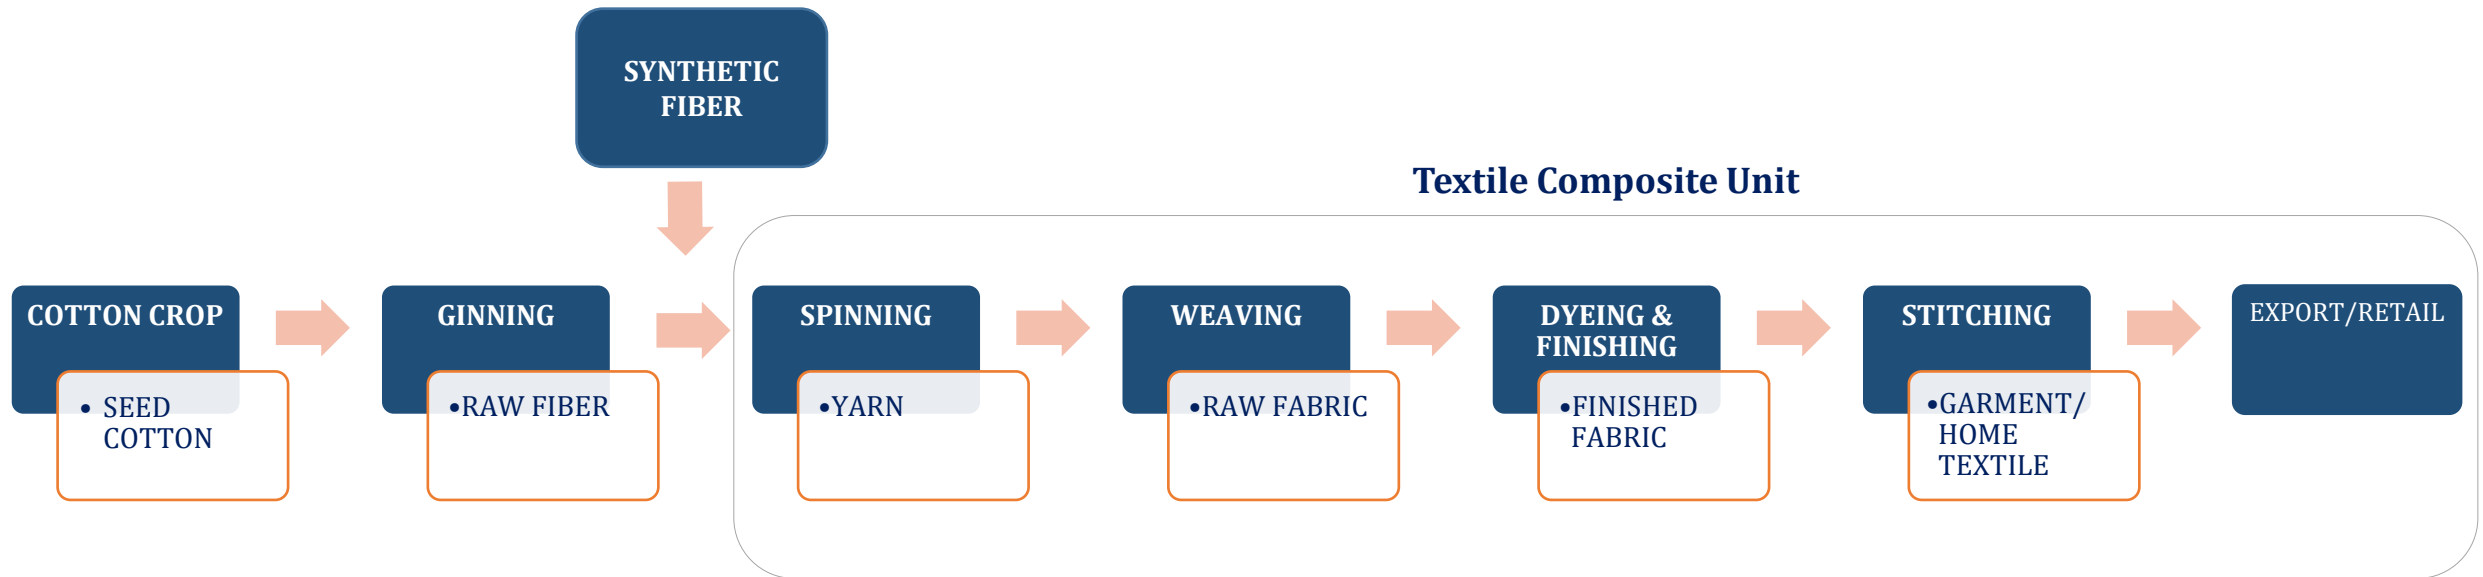 SYNTHETIC
FIBER
Textile Composite Unit
COTTON CROP
• SEED
COTTON
GINNING
•RAW FIBER
SPINNING
•YARN
WEAVING
•RAW FABRIC
DYEING &
FINISHING
•FINISHED
FABRIC
STITCHING
•GARMENT/
HOME
TEXTILE
EXPORT/RETAIL